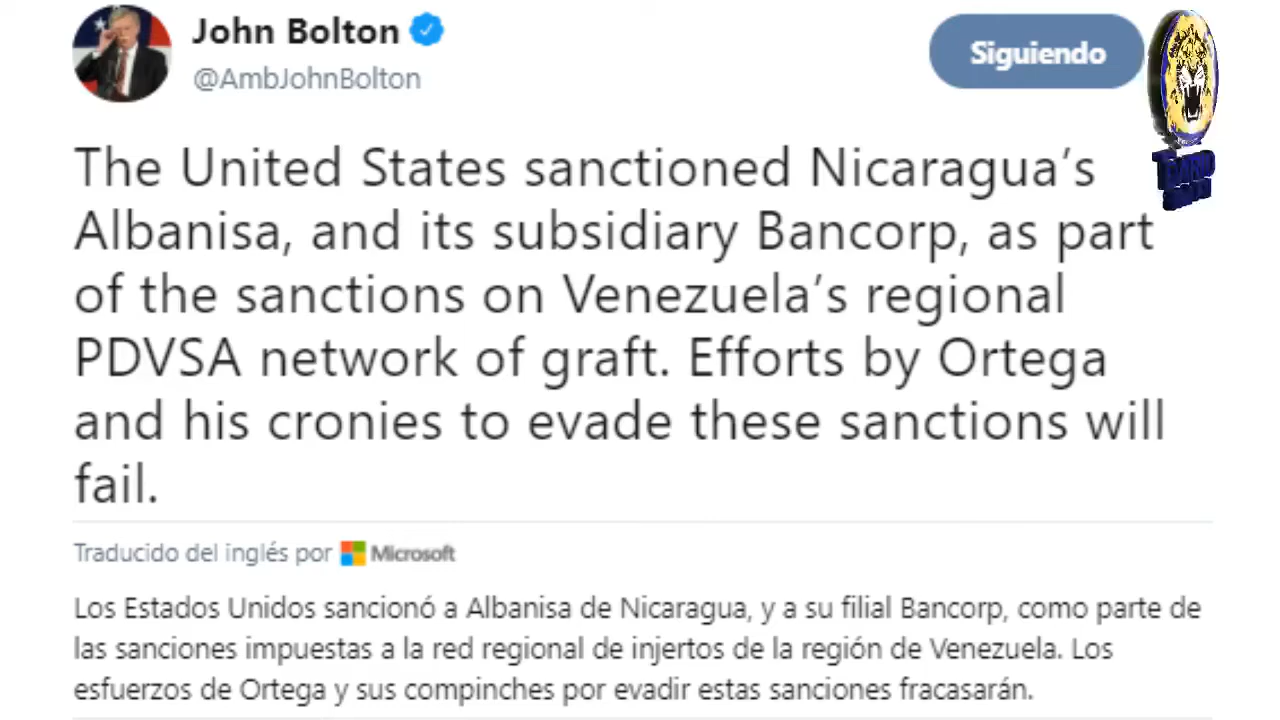 John Bolton
@AmbJohnBolton
Siguiendo
The United States sanctioned Nicaragua’s
Albanisa, and its subsidiary Bancorp, as part
of the sanctions on Venezuela’s regional
PDVSA network of graft. Efforts by Ortega
and his cronies to evade these sanctions will
fail.
Traducido del inglés por Microsoft
Los Estados Unidos sancionó a Albanisa de Nicaragua, y a su filial Bancorp, como parte de
las sanciones impuestas a la red regional de injertos de la región de Venezuela. Los
esfuerzos de Ortega y sus compinches por evadir estas sanciones fracasarán.